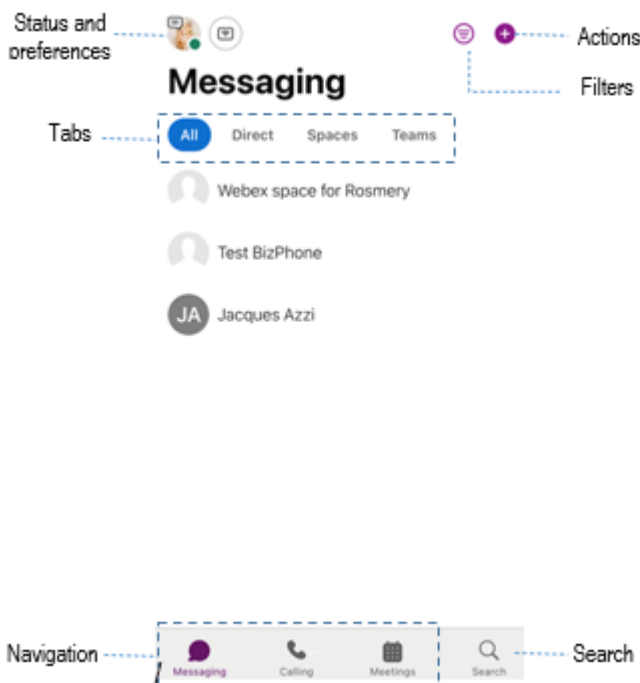 Status and
preferences
Actions
Messaging
Filters
Tabs
All Direct Spaces Teams
Webex space for Rosmery
Test BizPhone
JA Jacques Azzi
Navigation
Messaging Calling Meetings Search
Search